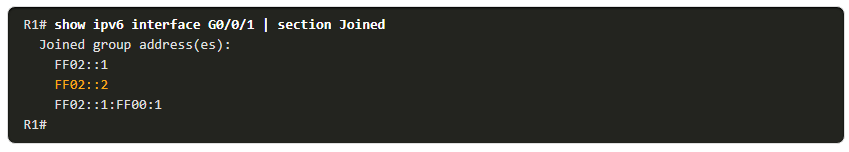 R1# show ipv6 interface G0/0/1 | section Joined
Joined group address(es):
FF02::1
FF02::2
FF02::1:FF00:1
R1#